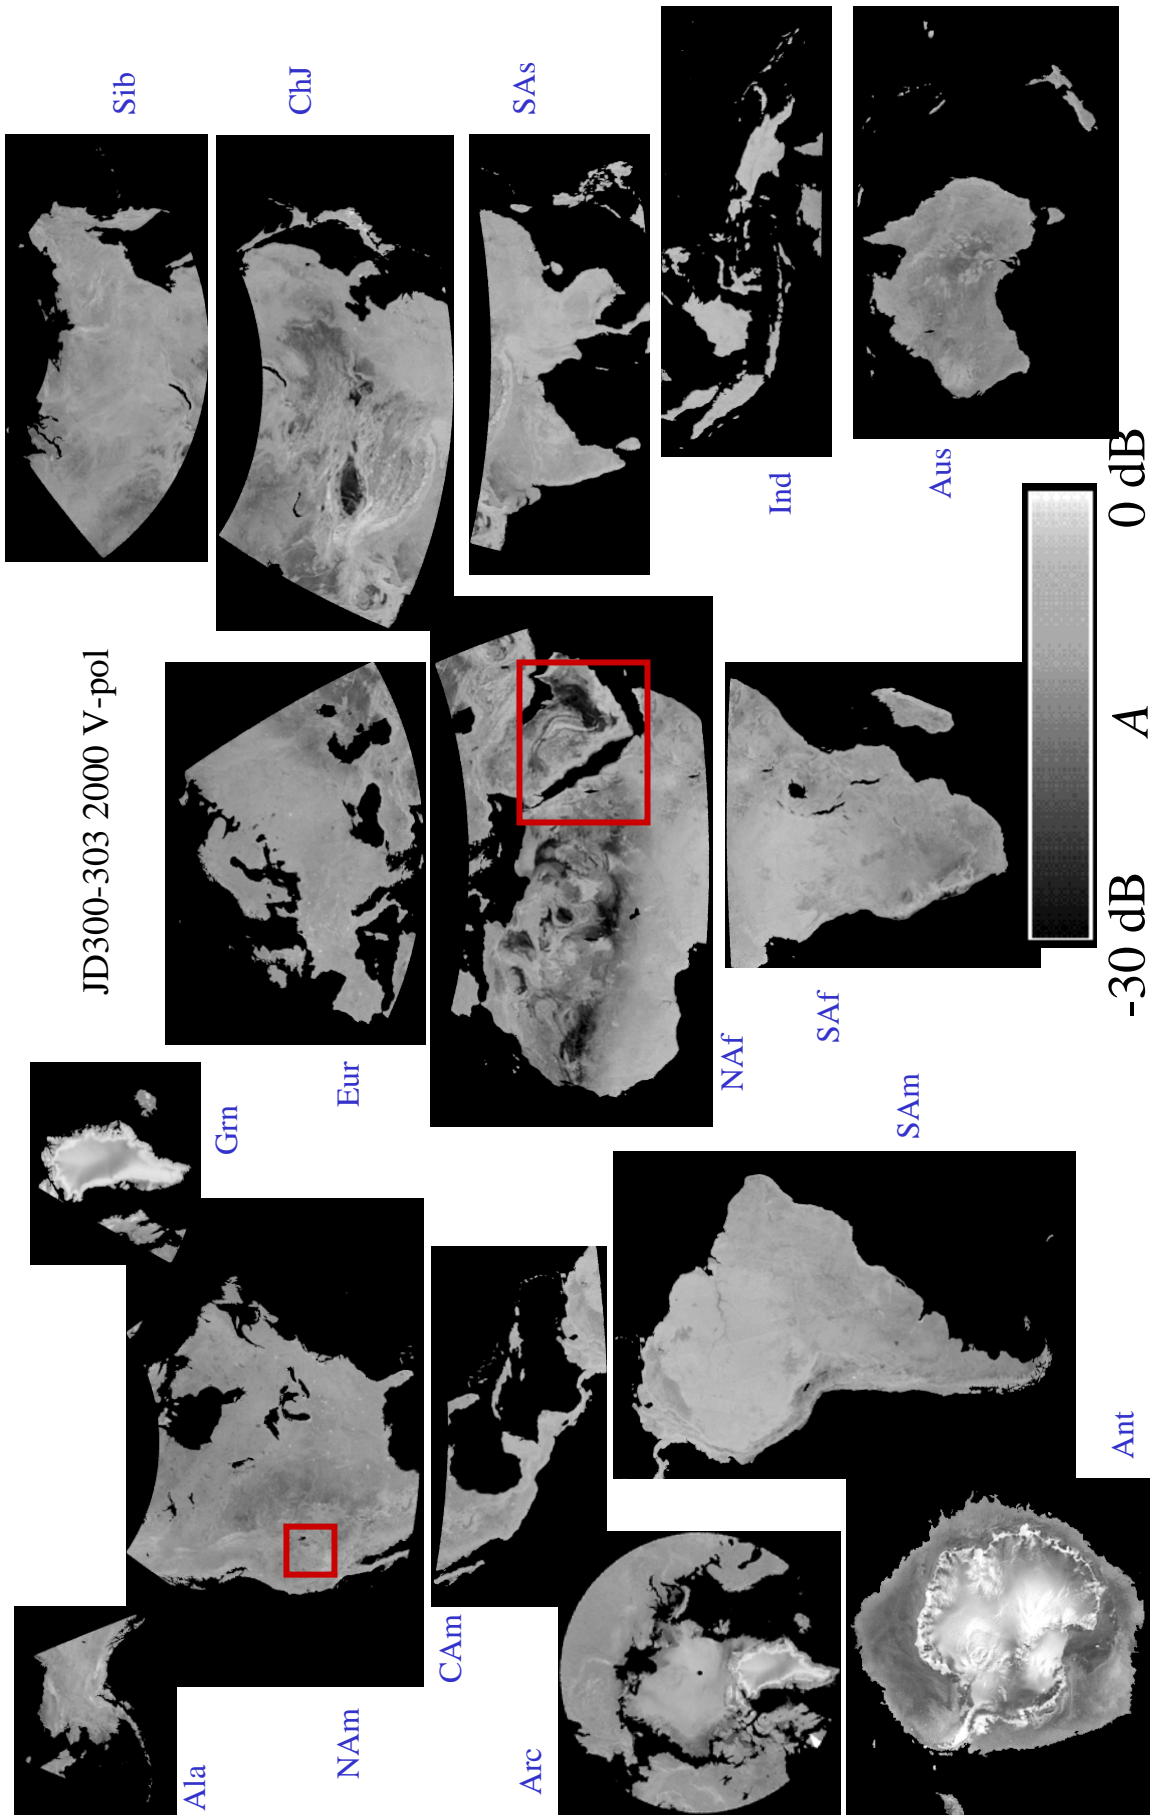 JD300-303 2000 V-pol
Ala
NAm
Grn
CAm
Arc
SAm
Ant
Eur
NAf
SAf
Sib
ChJ
SAs
Ind
Aus
-30 dB
A
0 dB